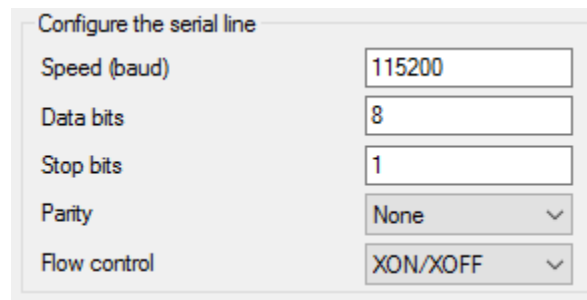 Configure the serial line
Speed (baud) 115200
Data bits 8
Stop bits 1
Parity None
Flow control XON/XOFF